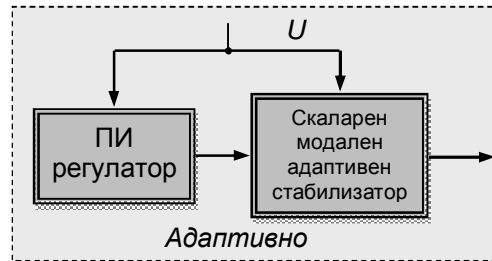 U
ПИ
регулатор
Скаларен
модален
адаптивен
стабилизатор
Адаптивно